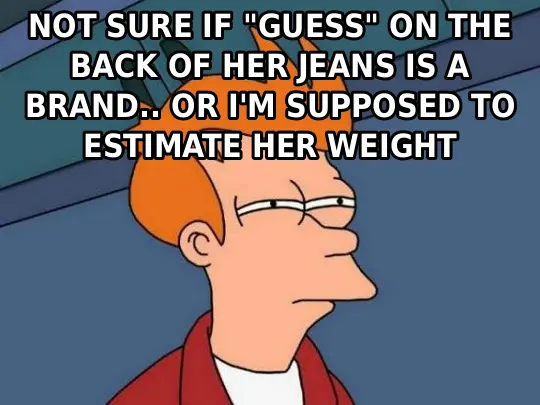 NOT SURE IF "GUESS" ON THE
BACK OF HER JEANS IS A
BRAND.. OR I'M SUPPOSED TO
ESTIMATE HER WEIGHT